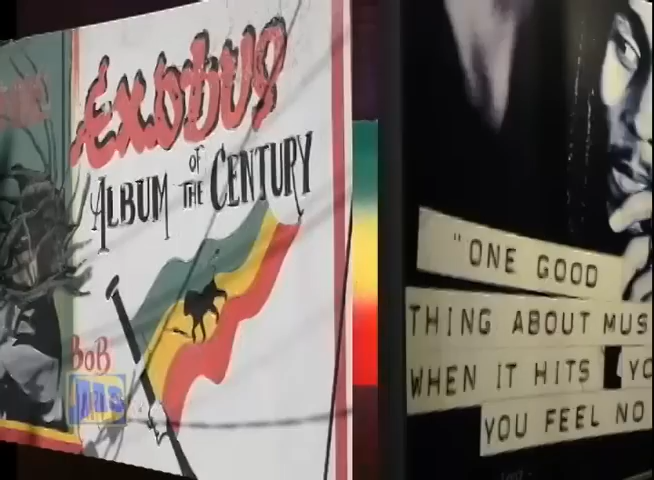 EXODUS
OF
ALBUM THE CENTURY
BOB
"ONE GOOD
THING ABOUT MUS
WHEN IT HITS YO
YOU FEEL NO